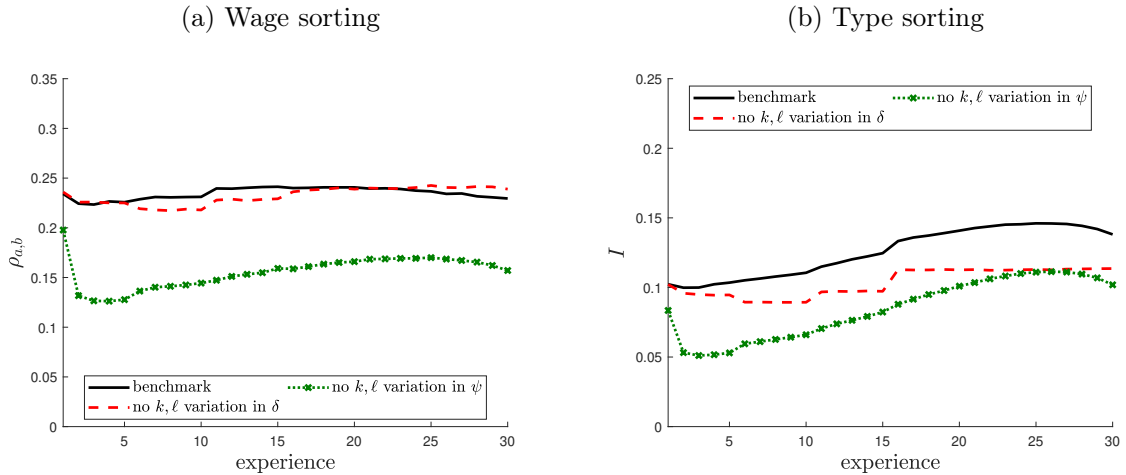 (a) Wage sorting
0.35
0.3
0.25
0.2
0.15
0.1
0.05
0
ρa,b
benchmark
no k, ℓ variation in δ
no k, ℓ variation in ψ
5 10 15 20 25 30
experience
(b) Type sorting
0.25
0.2
0.15
0.1
0.05
0
I
benchmark
no k, ℓ variation in δ
no k, ℓ variation in ψ
5 10 15 20 25 30
experience